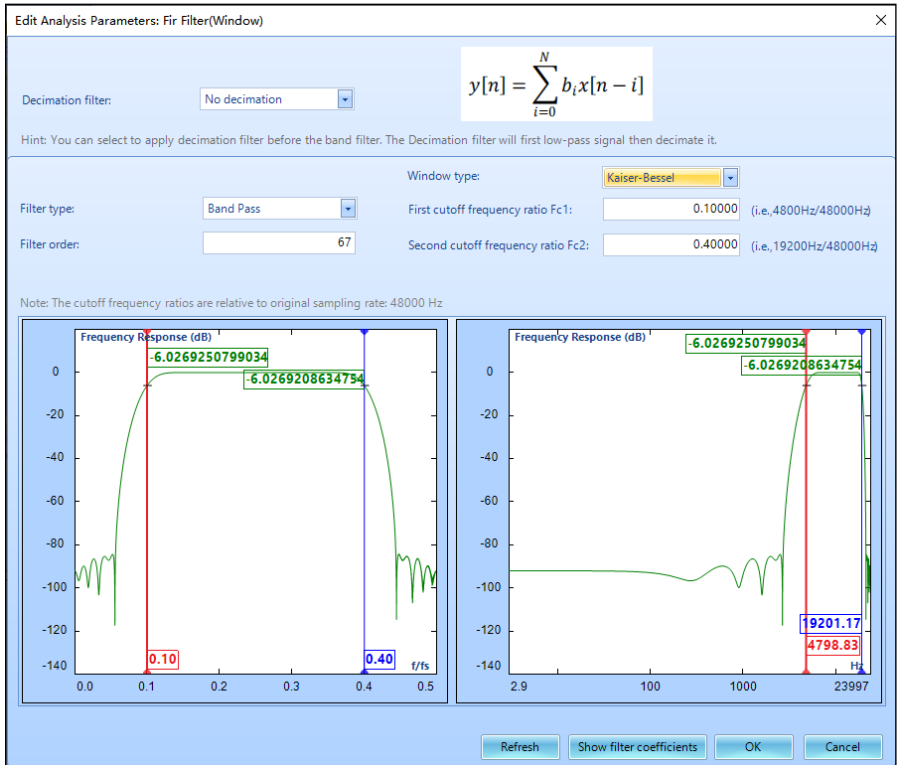 Edit Analysis Parameters: Fir Filter(Window)
Decimation filter:
No decimation
y[n] = \sum_{i=0}^{N} b_i x[n − i]
Hint: You can select to apply decimation filter before the band filter. The Decimation filter will first low-pass signal then decimate it.
Window type:
Kaiser-Bessel
Filter type:
Band Pass
First cutoff frequency ratio Fc1:
0.10000
(i.e.,4800Hz/48000Hz)
Filter order:
67
Second cutoff frequency ratio Fc2:
0.40000
(i.e.,19200Hz/48000Hz)
Note: The cutoff frequency ratios are relative to original sampling rate: 48000 Hz
Frequency Response (dB)
-6.0269250799034
-6.0269208634754
0
-20
-40
-60
-80
-100
-120
-140
0.10
0.40
f/fs
0.0
0.1
0.2
0.3
0.4
0.5
Frequency Response (dB)
-6.0269250799034
-6.0269208634754
0
-20
-40
-60
-80
-100
-120
-140
19201.17
4798.83
Hz
2.9
100
1000
23997
Refresh
Show filter coefficients
OK
Cancel